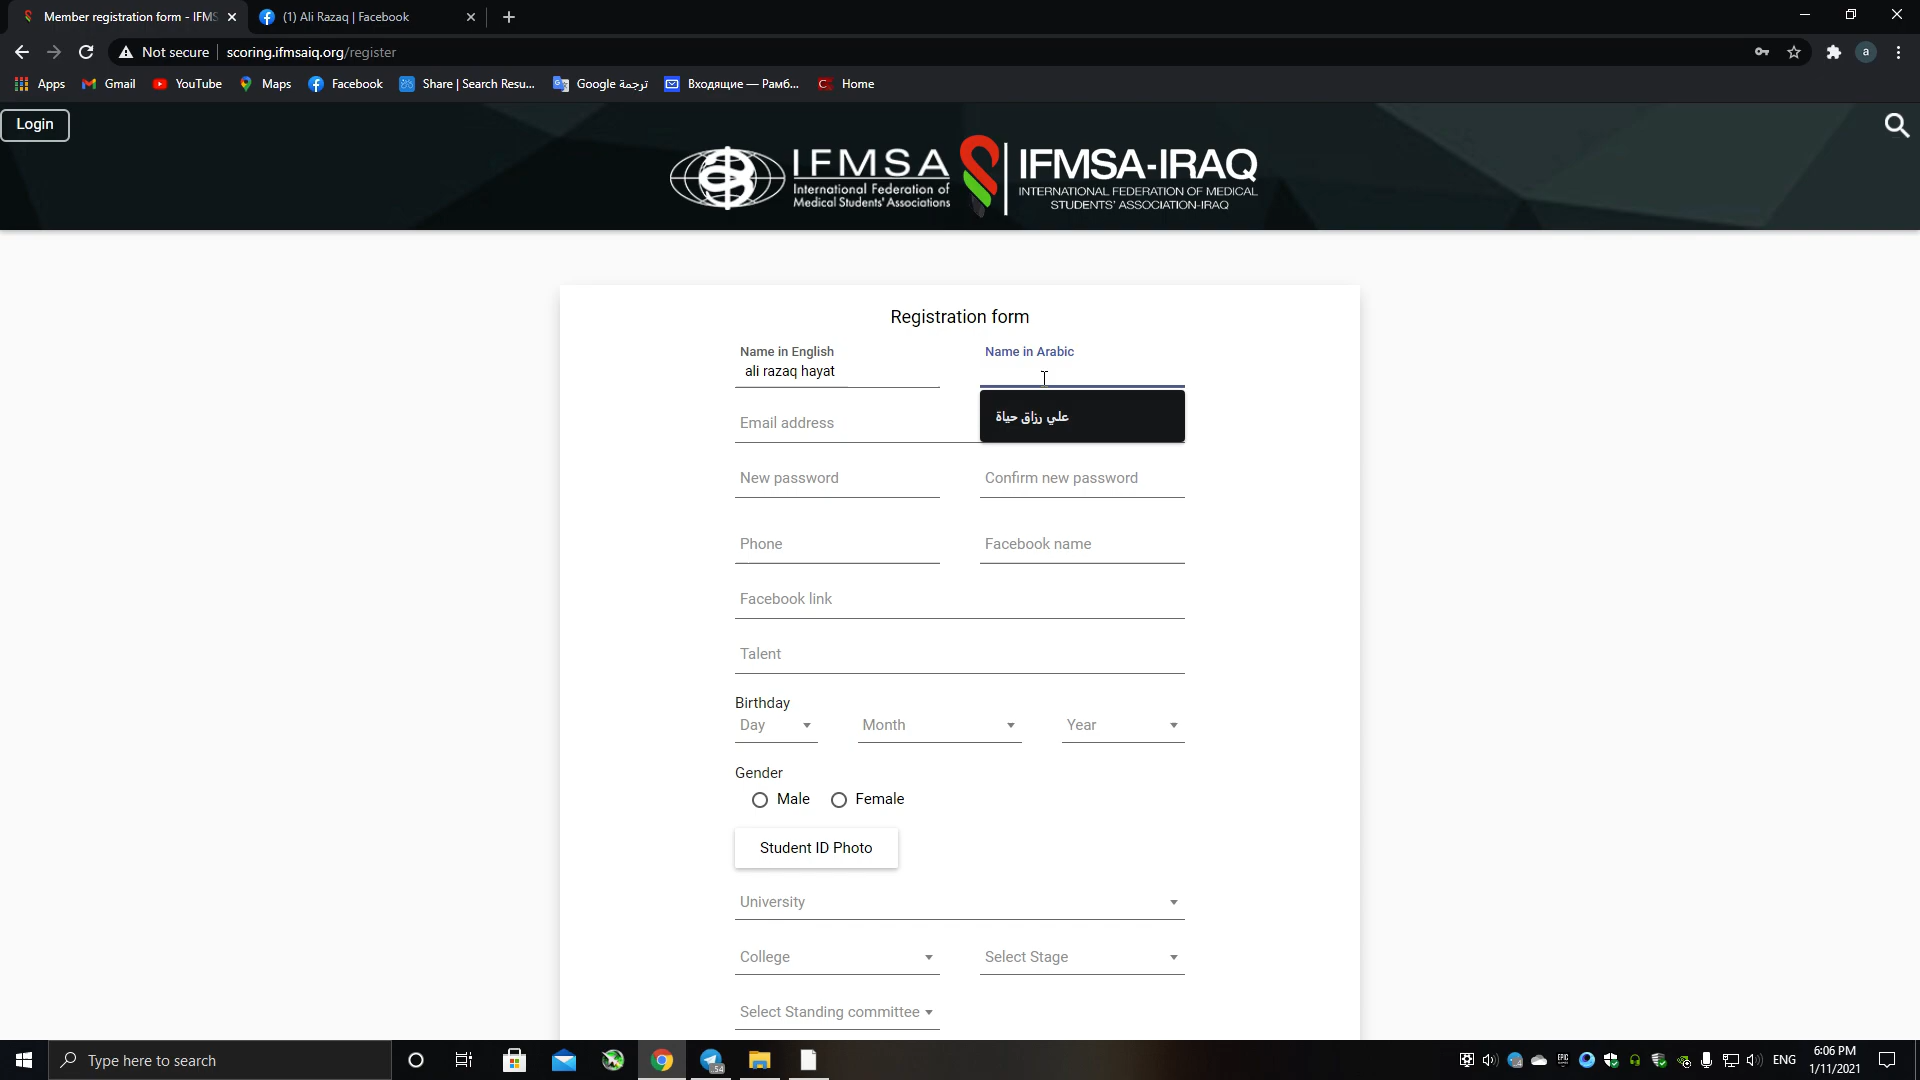 Member registration form - IFMS
(1) Ali Razaq | Facebook
Not secure
scoring.ifmsaiq.org/register
a
Apps
Gmail
YouTube
Maps
Facebook
Share | Search Resu...
Google ترجمة
Входящие — Рамб...
Home
Login
IFMSA
International Federation of
Medical Students' Associations
IFMSA-IRAQ
INTERNATIONAL FEDERATION OF MEDICAL
STUDENTS' ASSOCIATION-IRAQ
Registration form
Name in English
Name in Arabic
ali razaq hayat
علي رزاق حياة
Email address
New password
Confirm new password
Phone
Facebook name
Facebook link
Talent
Birthday
Day
Month
Year
Gender
Male
Female
Student ID Photo
University
College
Select Stage
Select Standing committee
Type here to search
54
EPIC
ENG
6:06 PM
1/11/2021